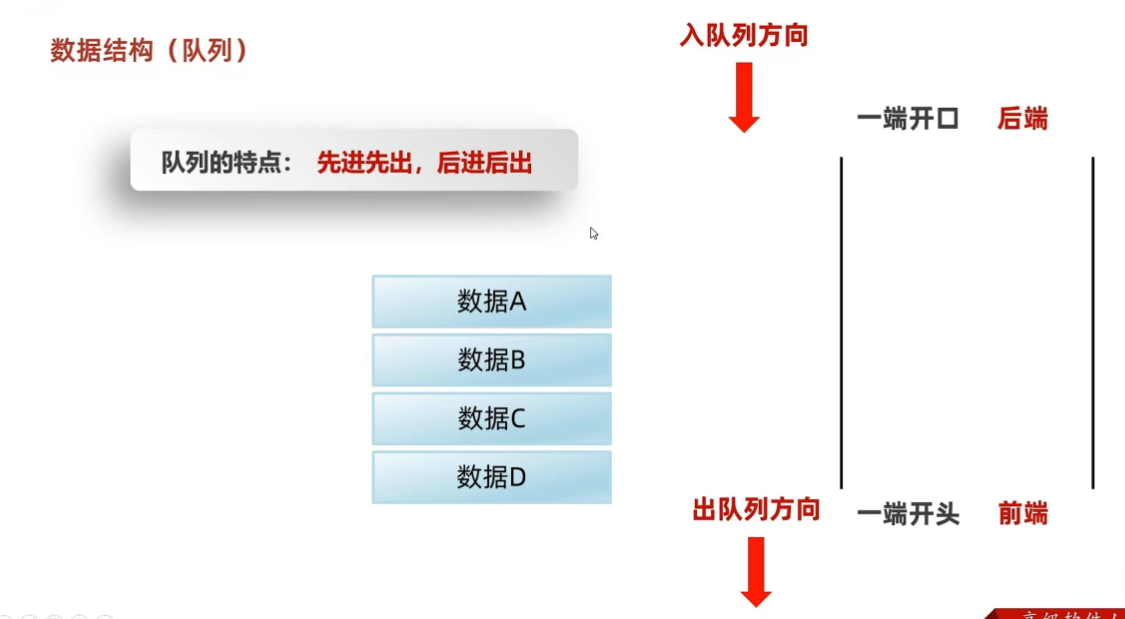 数据结构（队列）
入队列方向
一端开口 后端
队列的特点： 先进先出，后进后出
数据A
数据B
数据C
数据D
出队列方向
一端开头 前端